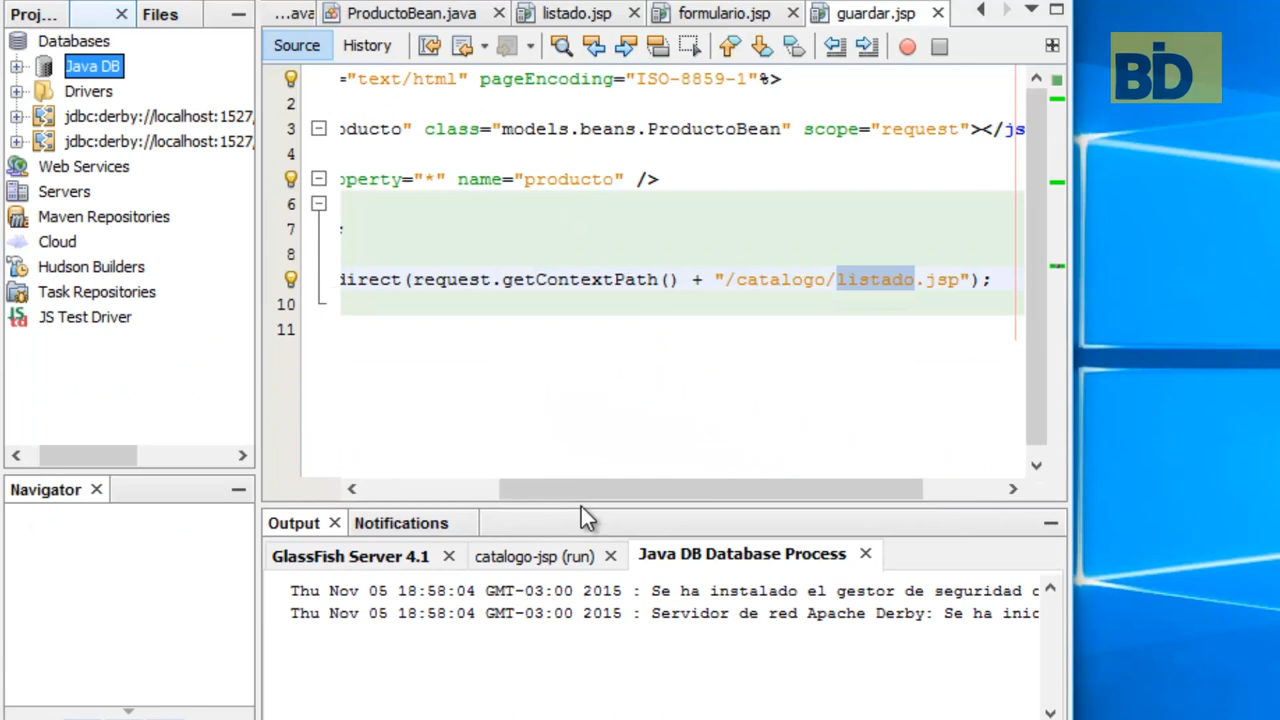 Proj...
Files
...ava
ProductoBean.java
listado.jsp
formulario.jsp
guardar.jsp
Source
History
Databases
Java DB
Drivers
jdbc:derby://localhost:1527,
jdbc:derby://localhost:1527,
Web Services
Servers
Maven Repositories
Cloud
Hudson Builders
Task Repositories
JS Test Driver
="text/html" pageEncoding="ISO-8859-1"%>
2
3 oducto" class="models.beans.ProductoBean" scope="request"></js
4
operty="*" name="producto" />
6
7 ;
8
direct(request.getContextPath() + "/catalogo/listado.jsp");
10
11
Navigator
Output
Notifications
GlassFish Server 4.1
catalogo-jsp (run)
Java DB Database Process
Thu Nov 05 18:58:04 GMT-03:00 2015 : Se ha instalado el gestor de seguridad
Thu Nov 05 18:58:04 GMT-03:00 2015 : Servidor de red Apache Derby: Se ha inic
BID